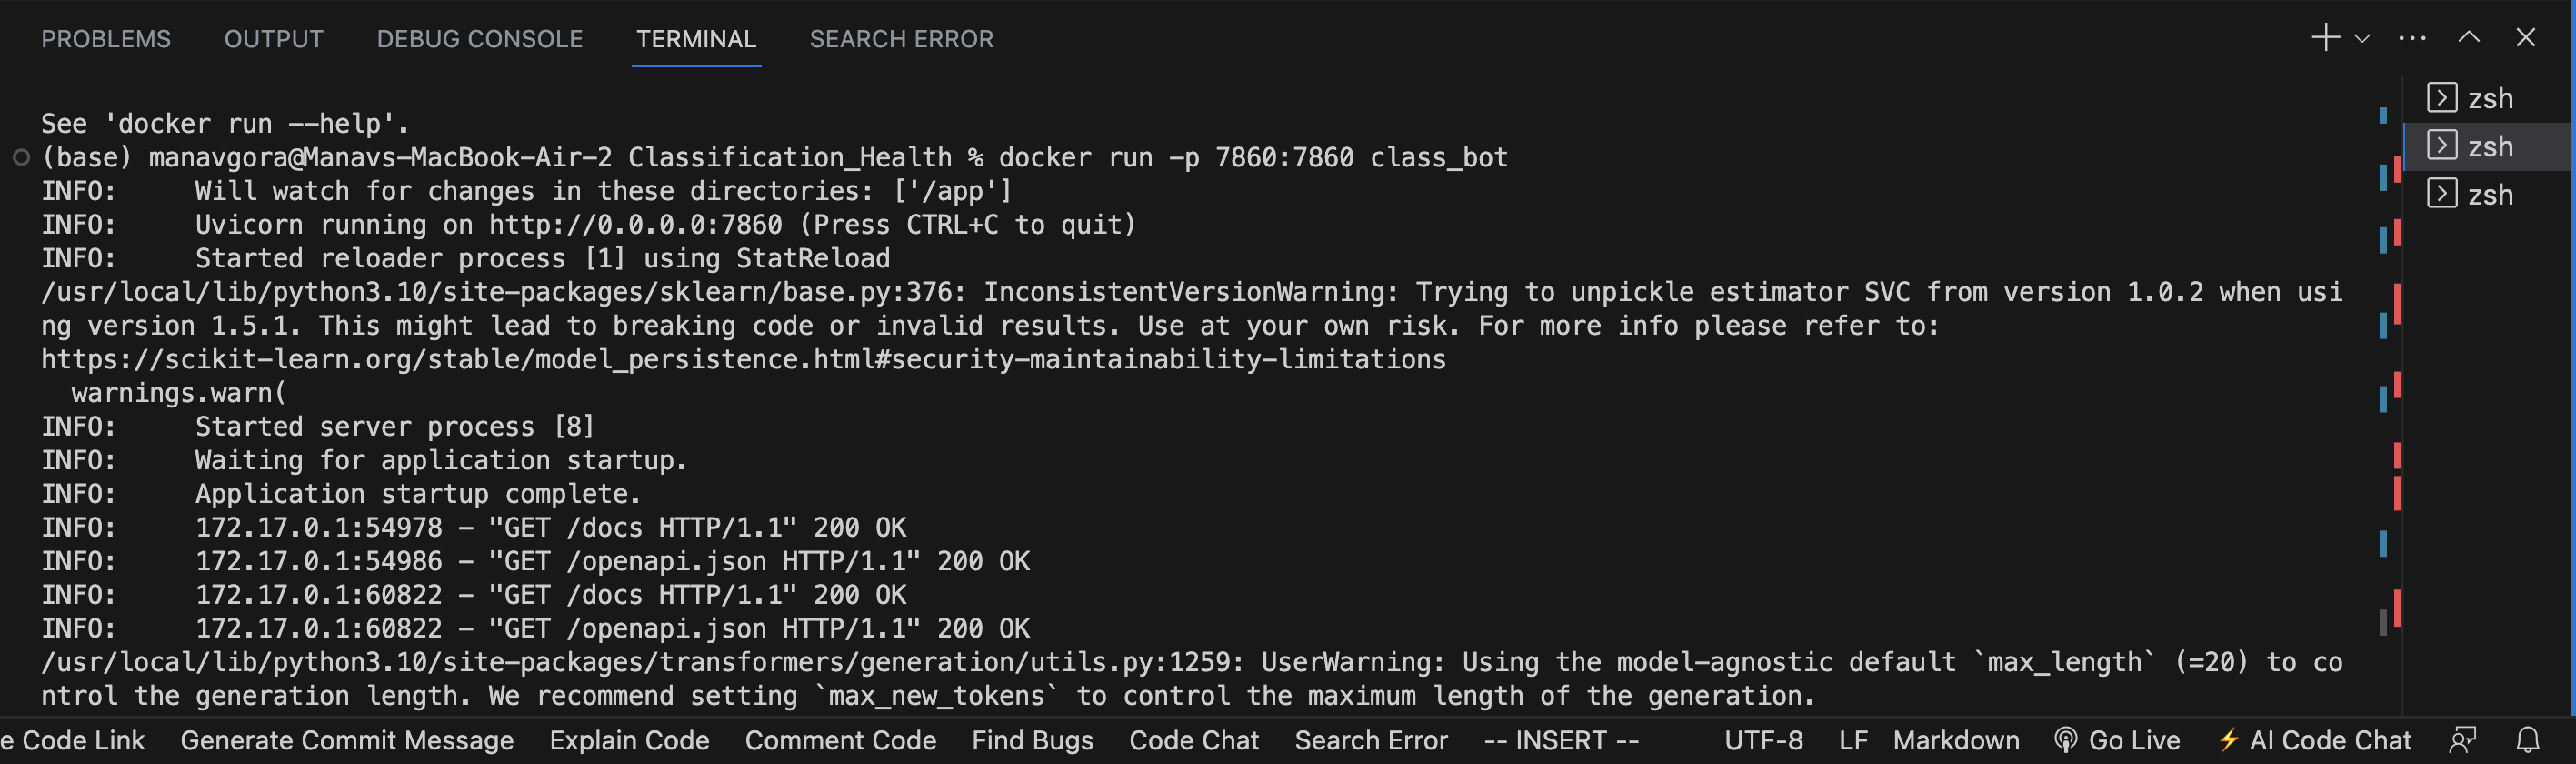 PROBLEMS OUTPUT DEBUG CONSOLE TERMINAL SEARCH ERROR
See 'docker run --help'.
(base) manavgora@Manavs-MacBook-Air-2 Classification_Health % docker run -p 7860:7860 class_bot
INFO:     Will watch for changes in these directories: ['/app']
INFO:     Uvicorn running on http://0.0.0.0:7860 (Press CTRL+C to quit)
INFO:     Started reloader process [1] using StatReload
/usr/local/lib/python3.10/site-packages/sklearn/base.py:376: InconsistentVersionWarning: Trying to unpickle estimator SVC from version 1.0.2 when usi
ng version 1.5.1. This might lead to breaking code or invalid results. Use at your own risk. For more info please refer to:
https://scikit-learn.org/stable/model_persistence.html#security-maintainability-limitations
  warnings.warn(
INFO:     Started server process [8]
INFO:     Waiting for application startup.
INFO:     Application startup complete.
INFO:     172.17.0.1:54978 - "GET /docs HTTP/1.1" 200 OK
INFO:     172.17.0.1:54986 - "GET /openapi.json HTTP/1.1" 200 OK
INFO:     172.17.0.1:60822 - "GET /docs HTTP/1.1" 200 OK
INFO:     172.17.0.1:60822 - "GET /openapi.json HTTP/1.1" 200 OK
/usr/local/lib/python3.10/site-packages/transformers/generation/utils.py:1259: UserWarning: Using the model-agnostic default `max_length` (=20) to co
ntrol the generation length. We recommend setting `max_new_tokens` to control the maximum length of the generation.
zsh
zsh
zsh
e Code Link Generate Commit Message Explain Code Comment Code Find Bugs Code Chat Search Error -- INSERT -- UTF-8 LF Markdown Go Live AI Code Chat